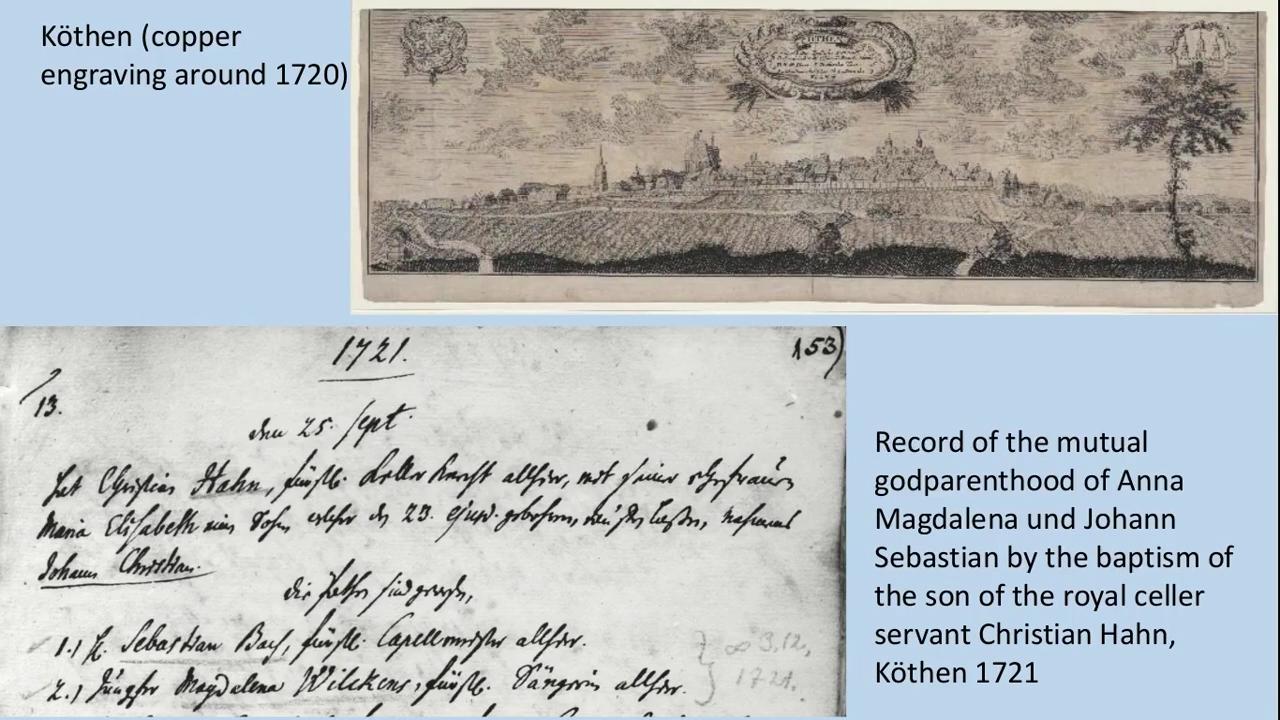 Köthen (copper
engraving around 1720)
1721.
153
13.
den 25. Sept.
hat Christian Hahn, fürstl. Keller Knecht allhier, mit seiner Ehefrauen
Maria Elisabeth einen Sohn, welcher den 23. ejusd. gebohren, tauffen laßen, nahmens
Johann Christian.
die Pathen sind gewesen,
1.) H. Sebastian Bach, fürstl. Capellmeister allhier.
2.) Jungfer Magdalena Wilckens, fürstl. Sängerin allhier.
∞ 3.12.
1721.
Record of the mutual
godparenthood of Anna
Magdalena und Johann
Sebastian by the baptism of
the son of the royal celler
servant Christian Hahn,
Köthen 1721